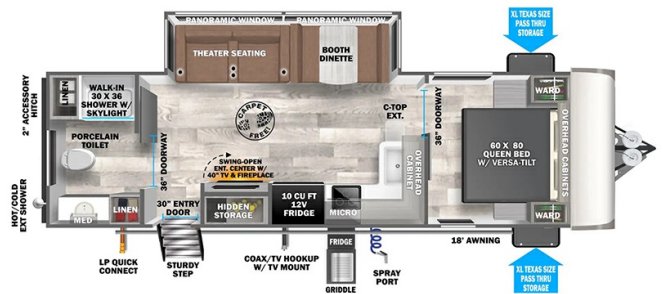 PANORAMIC WINDOW
PANORAMIC WINDOW
XL TEXAS SIZE
PASS THRU
STORAGE
THEATER SEATING
BOOTH
DINETTE
2" ACCESSORY
HITCH
LINEN
WALK-IN
30 X 36
SHOWER W/
SKYLIGHT
C-TOP
EXT.
36" DOORWAY
WARD
CARPET
FREE!
PORCELAIN
TOILET
36" DOORWAY
60 X 80
QUEEN BED
W/ VERSA-TILT
OVERHEAD CABINETS
SWING-OPEN
ENT. CENTER W/
40" TV & FIREPLACE
OVERHEAD
CABINET
HOT/COLD
EXT SHOWER
MED
LINEN
30" ENTRY
DOOR
HIDDEN
STORAGE
10 CU FT
12V
FRIDGE
MICRO
WARD
LP QUICK
CONNECT
STURDY
STEP
COAX/TV HOOKUP
W/ TV MOUNT
FRIDGE
GRIDDLE
SPRAY
PORT
18' AWNING
XL TEXAS SIZE
PASS THRU
STORAGE